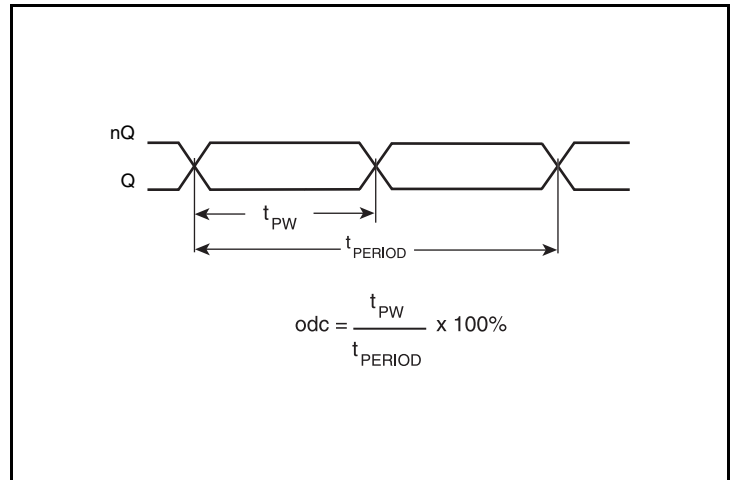 nQ
Q
tPW
tPERIOD
odc = tPW / tPERIOD x 100%